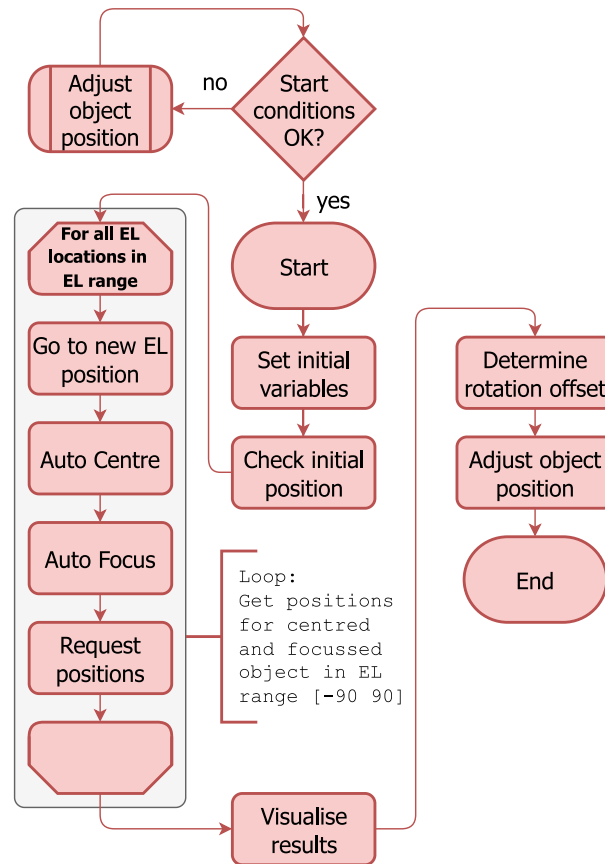 Adjust
object
position
no
Start
conditions
OK?
yes
Start
Set initial
variables
Check initial
position
For all EL
locations in
EL range
Go to new EL
position
Auto Centre
Auto Focus
Request
positions
Loop:
Get positions
for centred
and focussed
object in EL
range [-90 90]
Visualise
results
Determine
rotation offset
Adjust object
position
End